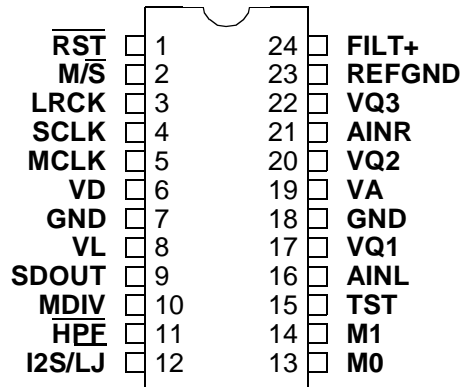 RST 1 24 FILT+
M/S 2 23 REFGND
LRCK 3 22 VQ3
SCLK 4 21 AINR
MCLK 5 20 VQ2
VD 6 19 VA
GND 7 18 GND
VL 8 17 VQ1
SDOUT 9 16 AINL
MDIV 10 15 TST
HPF 11 14 M1
I2S/LJ 12 13 M0